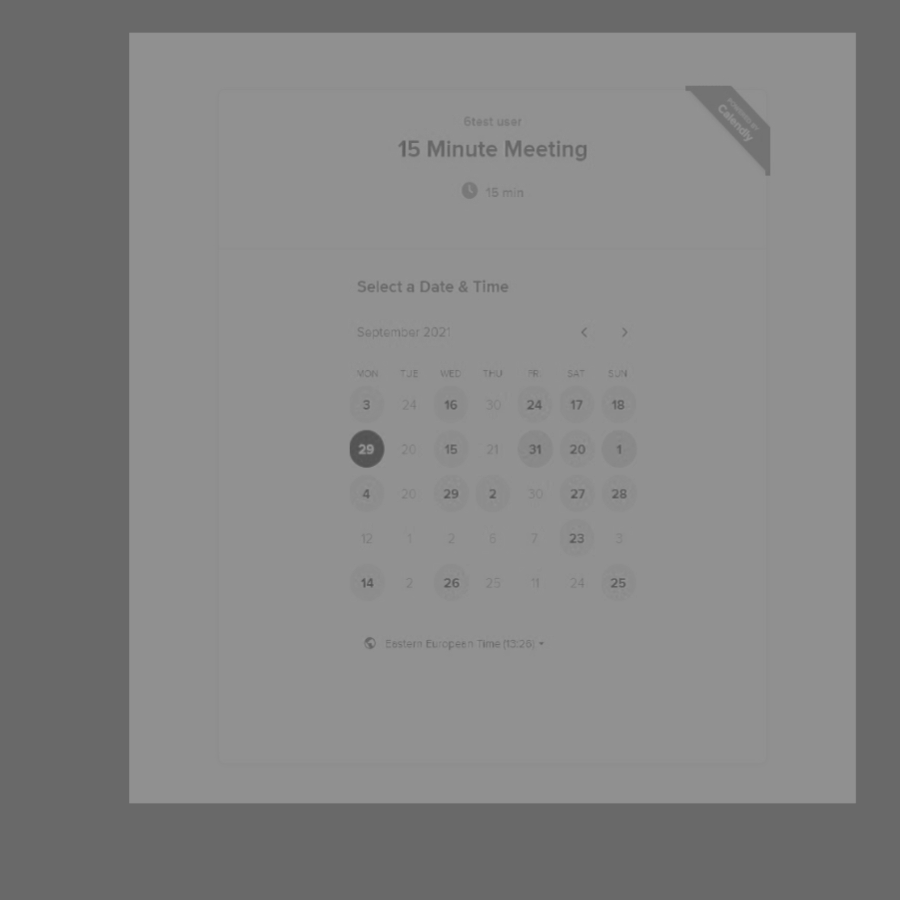 POWERED BY
Calendly
6test user
15 Minute Meeting
15 min
Select a Date & Time
September 2021
MON TUE WED THU FRI SAT SUN
3 24 16 30 24 17 18
29 20 15 21 31 20 1
4 20 29 2 30 27 28
12 1 2 6 7 23 3
14 2 26 25 11 24 25
Eastern European Time (13:26)